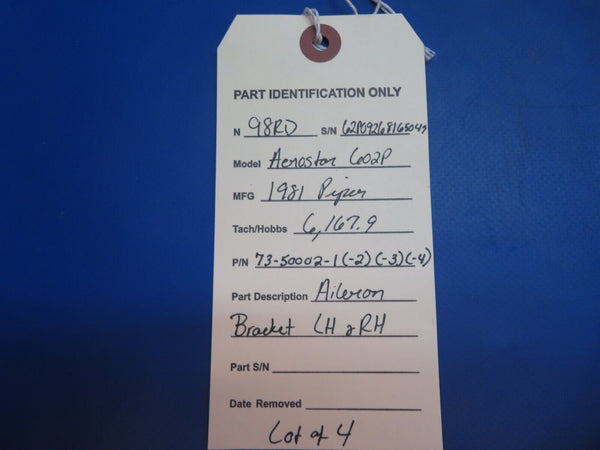 PART IDENTIFICATION ONLY
N 98RD S/N 62P09268165049
Model Aerostar 602P
MFG 1981 Piper
Tach/Hobbs 6,167.9
P/N 73-50002-1 (-2) (-3) (-4)
Part Description Aileron
Bracket LH & RH
Part S/N
Date Removed
Lot of 4